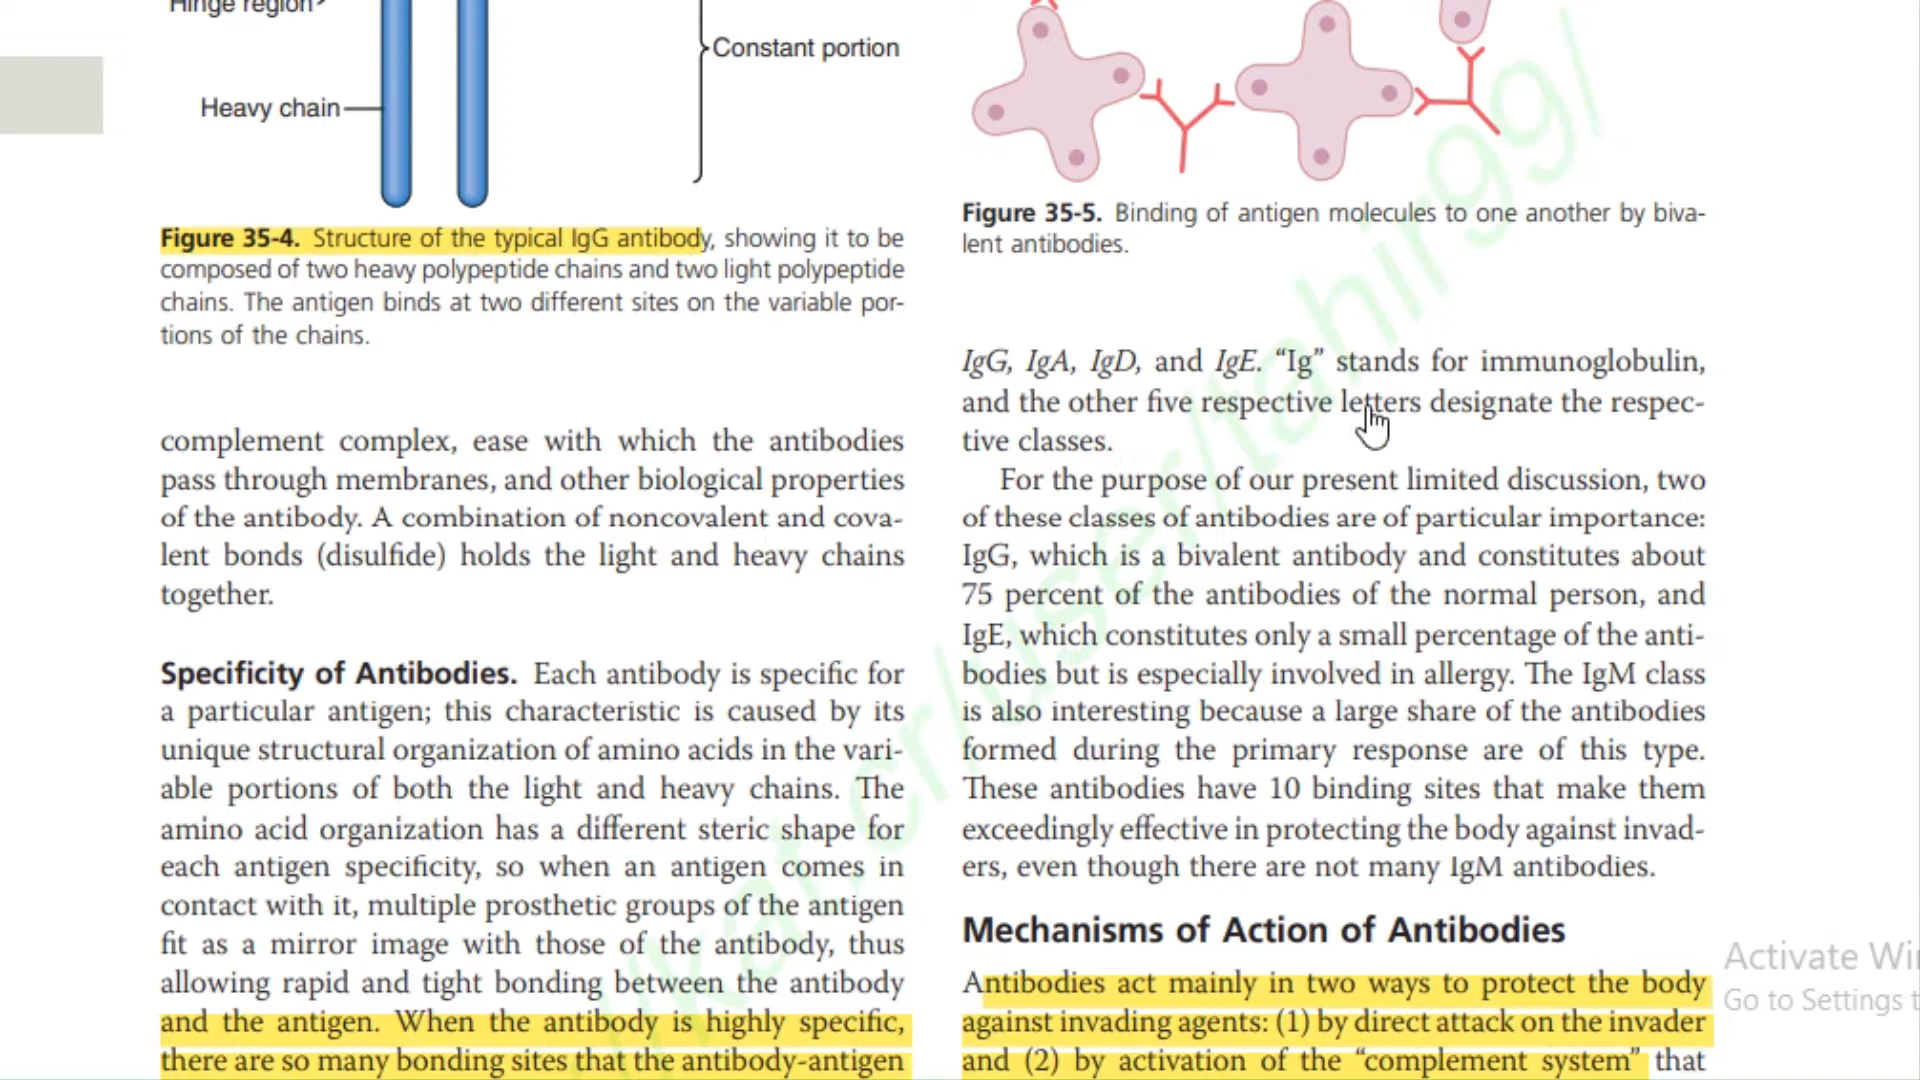 Hinge region
Heavy chain
Constant portion
Figure 35-4. Structure of the typical IgG antibody, showing it to be
composed of two heavy polypeptide chains and two light polypeptide
chains. The antigen binds at two different sites on the variable por-
tions of the chains.
complement complex, ease with which the antibodies
pass through membranes, and other biological properties
of the antibody. A combination of noncovalent and cova-
lent bonds (disulfide) holds the light and heavy chains
together.
Specificity of Antibodies. Each antibody is specific for
a particular antigen; this characteristic is caused by its
unique structural organization of amino acids in the vari-
able portions of both the light and heavy chains. The
amino acid organization has a different steric shape for
each antigen specificity, so when an antigen comes in
contact with it, multiple prosthetic groups of the antigen
fit as a mirror image with those of the antibody, thus
allowing rapid and tight bonding between the antibody
and the antigen. When the antibody is highly specific,
there are so many bonding sites that the antibody-antigen
Figure 35-5. Binding of antigen molecules to one another by biva-
lent antibodies.
IgG, IgA, IgD, and IgE. “Ig” stands for immunoglobulin,
and the other five respective letters designate the respec-
tive classes.
For the purpose of our present limited discussion, two
of these classes of antibodies are of particular importance:
IgG, which is a bivalent antibody and constitutes about
75 percent of the antibodies of the normal person, and
IgE, which constitutes only a small percentage of the anti-
bodies but is especially involved in allergy. The IgM class
is also interesting because a large share of the antibodies
formed during the primary response are of this type.
These antibodies have 10 binding sites that make them
exceedingly effective in protecting the body against invad-
ers, even though there are not many IgM antibodies.
Mechanisms of Action of Antibodies
Antibodies act mainly in two ways to protect the body
against invading agents: (1) by direct attack on the invader
and (2) by activation of the “complement system” that
/kat.cr/user/tahir99/
Activate Wi
Go to Settings t